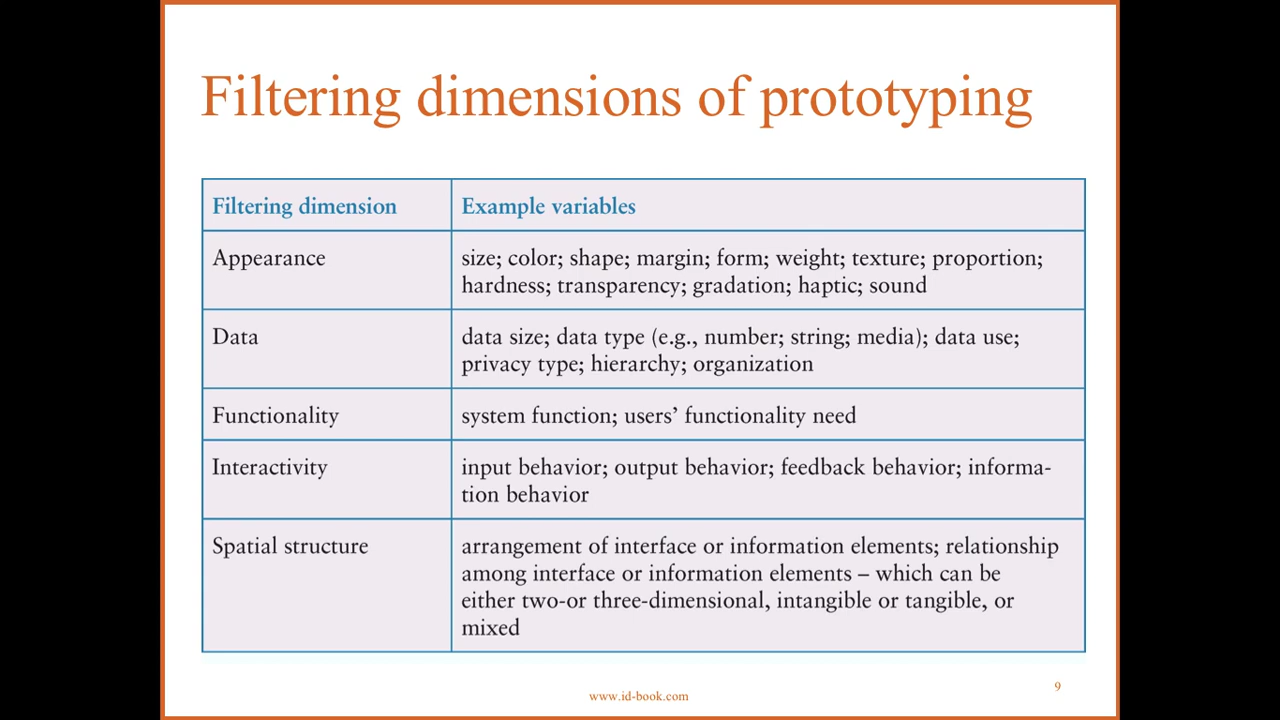 Filtering dimensions of prototyping
Filtering dimension
Example variables
Appearance
size; color; shape; margin; form; weight; texture; proportion;
hardness; transparency; gradation; haptic; sound
Data
data size; data type (e.g., number; string; media); data use;
privacy type; hierarchy; organization
Functionality
system function; users’ functionality need
Interactivity
input behavior; output behavior; feedback behavior; informa-
tion behavior
Spatial structure
arrangement of interface or information elements; relationship
among interface or information elements – which can be
either two-or three-dimensional, intangible or tangible, or
mixed
www.id-book.com
9